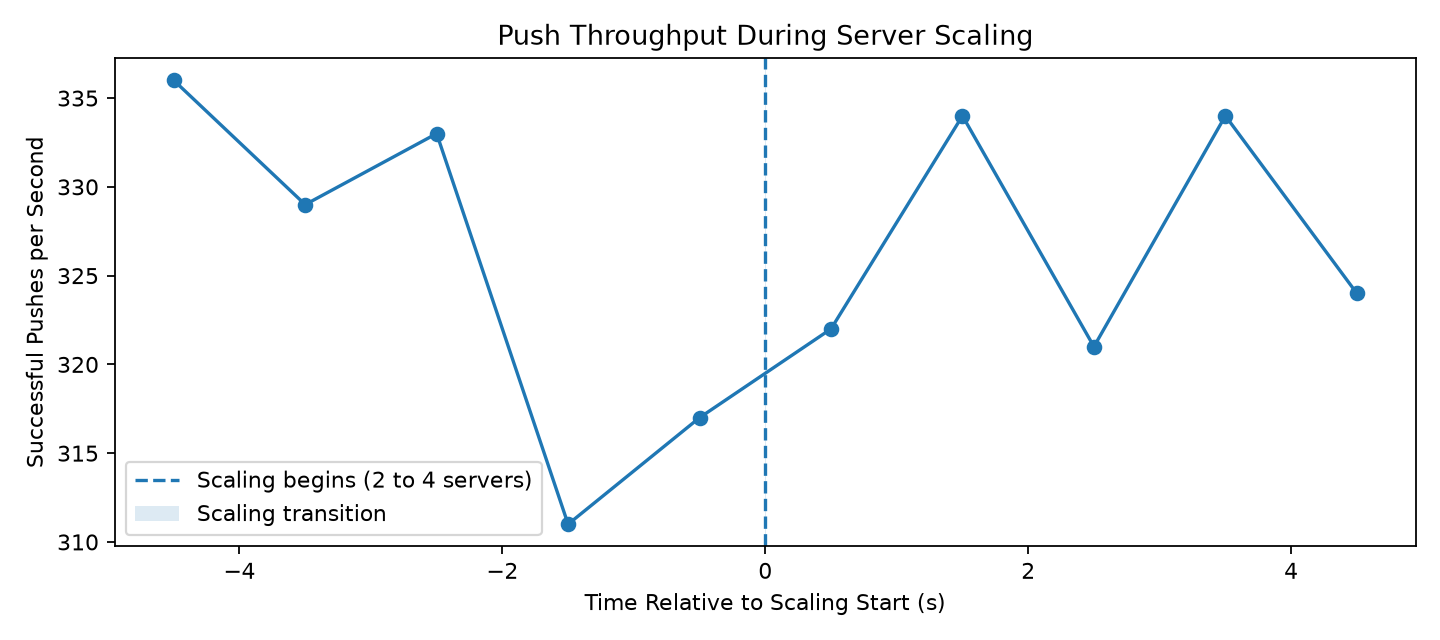 Push Throughput During Server Scaling
Successful Pushes per Second
335
330
325
320
315
310
Scaling begins (2 to 4 servers)
Scaling transition
−4
−2
0
2
4
Time Relative to Scaling Start (s)